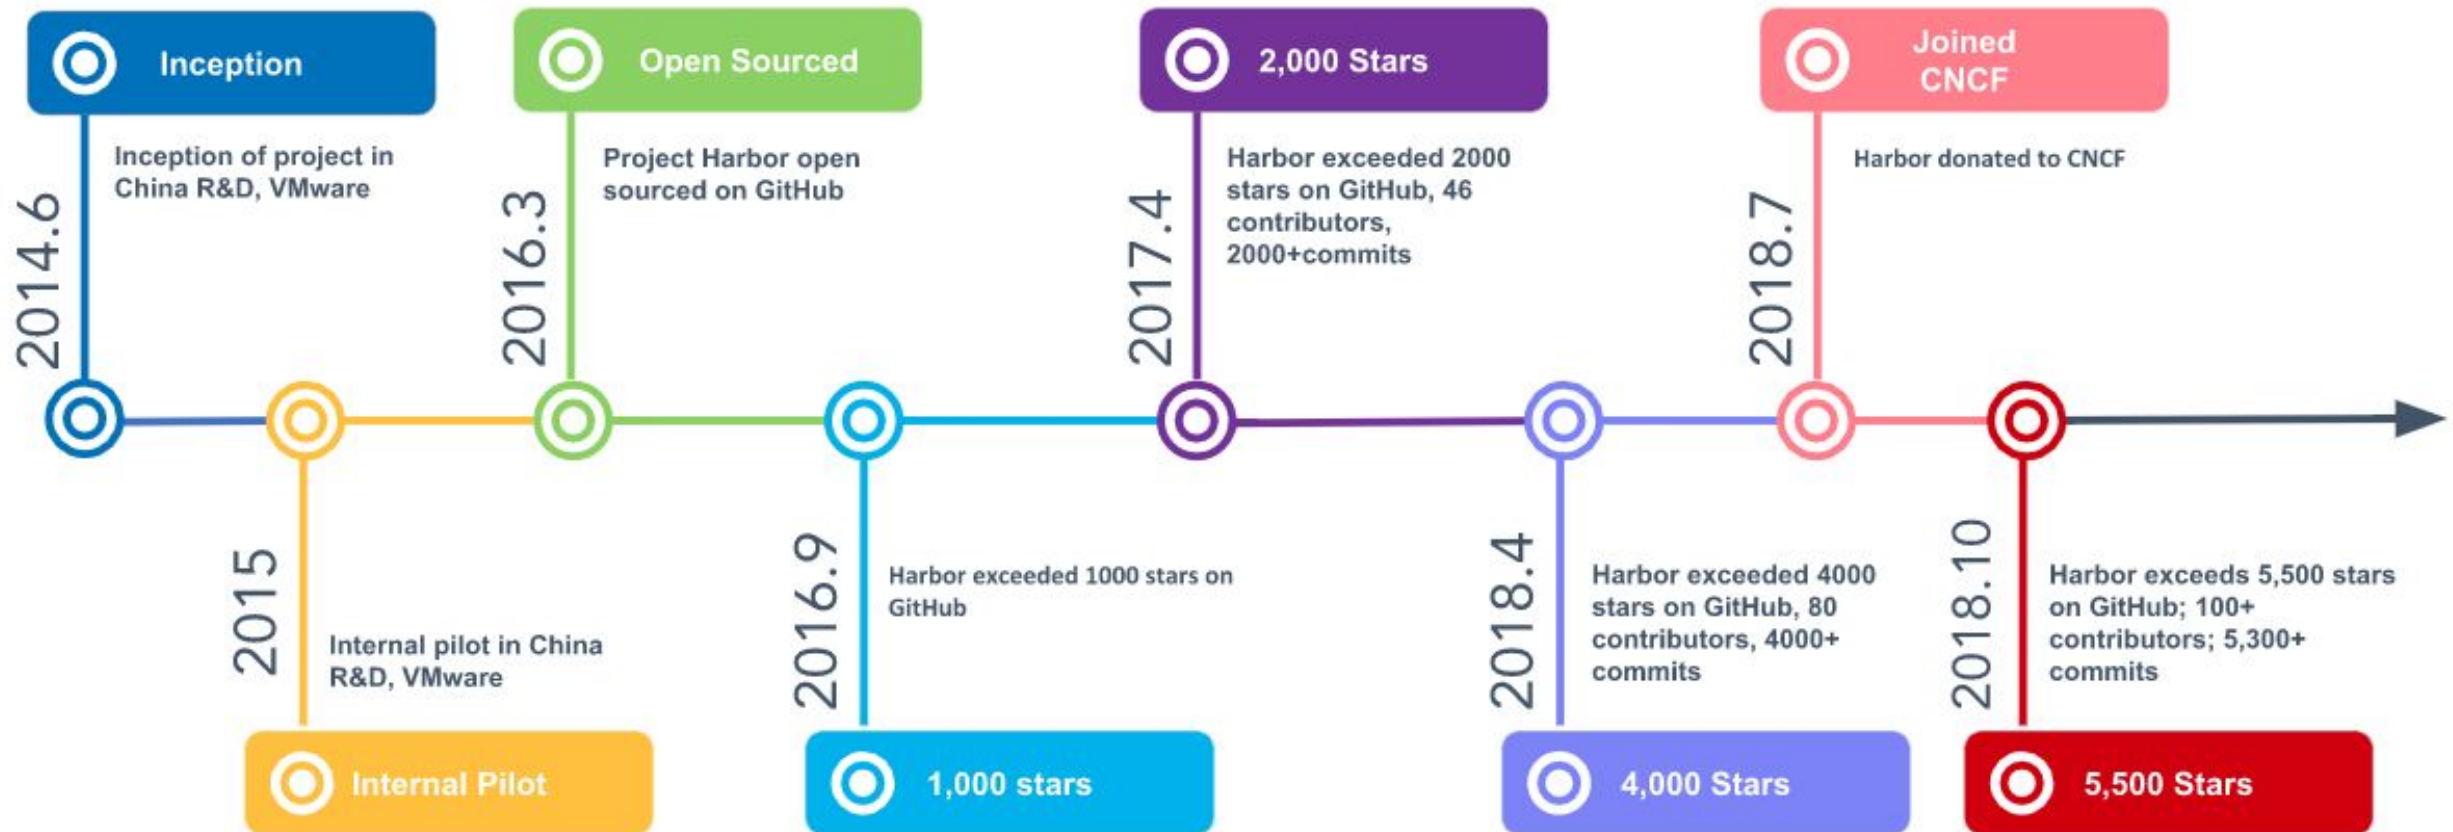 Inception
2014.6
Inception of project in
China R&D, VMware
2015
Internal pilot in China
R&D, VMware
Internal Pilot
Open Sourced
2016.3
Project Harbor open
sourced on GitHub
2016.9
Harbor exceeded 1000 stars on
GitHub
1,000 stars
2,000 Stars
2017.4
Harbor exceeded 2000
stars on GitHub, 46
contributors,
2000+commits
2018.4
Harbor exceeded 4000
stars on GitHub, 80
contributors, 4000+
commits
4,000 Stars
Joined
CNCF
2018.7
Harbor donated to CNCF
2018.10
Harbor exceeds 5,500 stars
on GitHub; 100+
contributors; 5,300+
commits
5,500 Stars